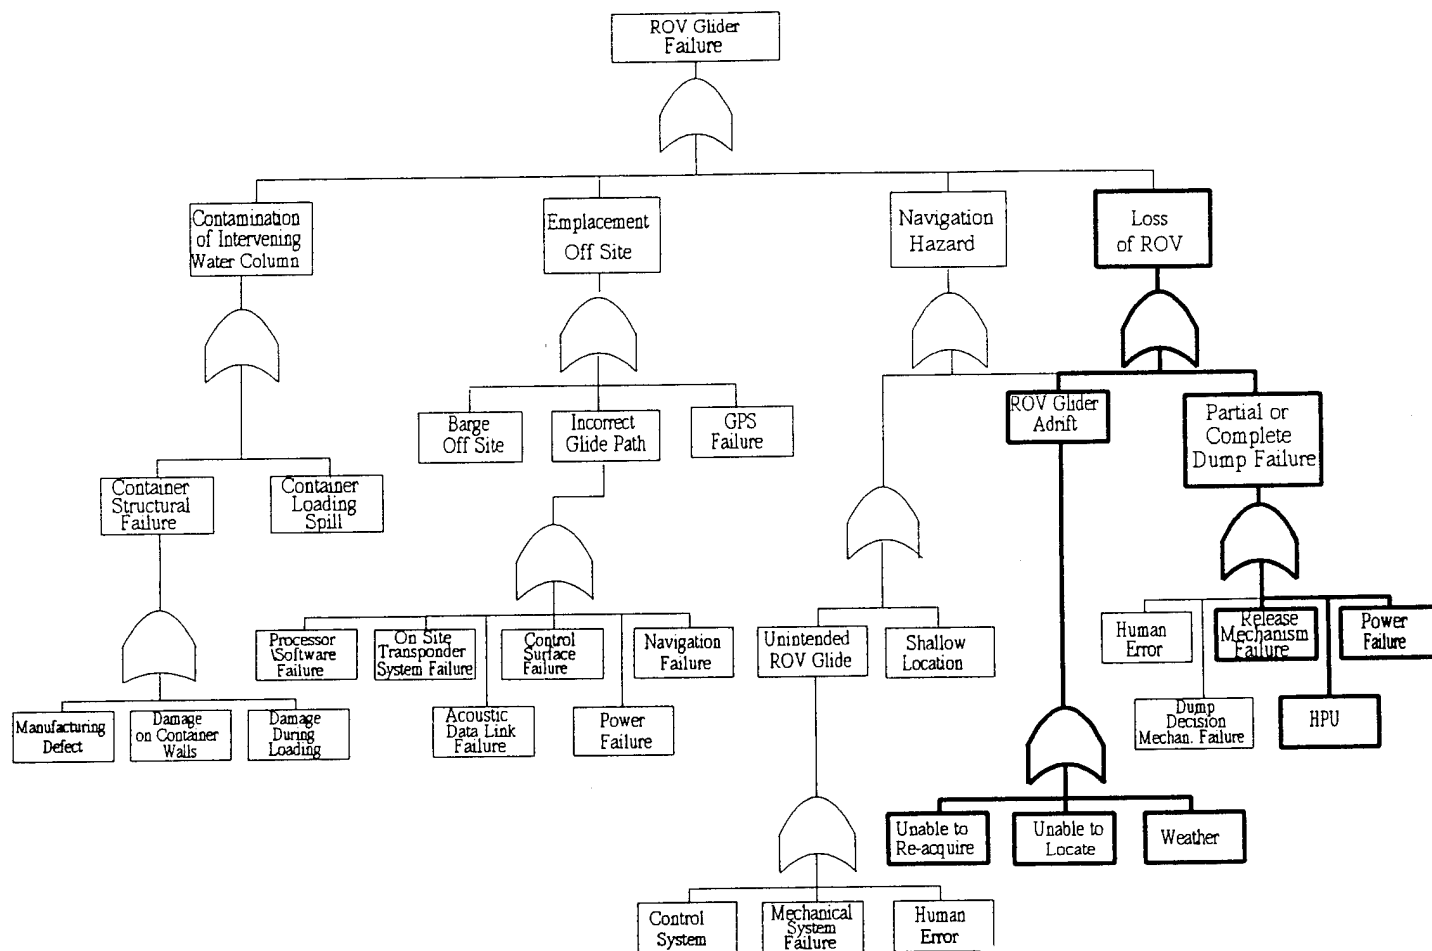 ROV Glider
Failure
Contamination
of Intervening
Water Column
Emplacement
Off Site
Navigation
Hazard
Loss
of ROV
Barge
Off Site
Incorrect
Glide Path
GPS
Failure
ROV Glider
Adrift
Partial or
Complete
Dump Failure
Container
Structural
Failure
Container
Loading
Spill
Processor
\Software
Failure
On Site
Transponder
System Failure
Control
Surface
Failure
Navigation
Failure
Unintended
ROV Glide
Shallow
Location
Human
Error
Release
Mechanism
Failure
Power
Failure
Manufacturing
Defect
Damage
on Container
Walls
Damage
During
Loading
Acoustic
Data Link
Failure
Power
Failure
Dump
Decision
Mechan. Failure
HPU
Unable to
Re-acquire
Unable to
Locate
Weather
Control
System
Mechanical
System
Failure
Human
Error